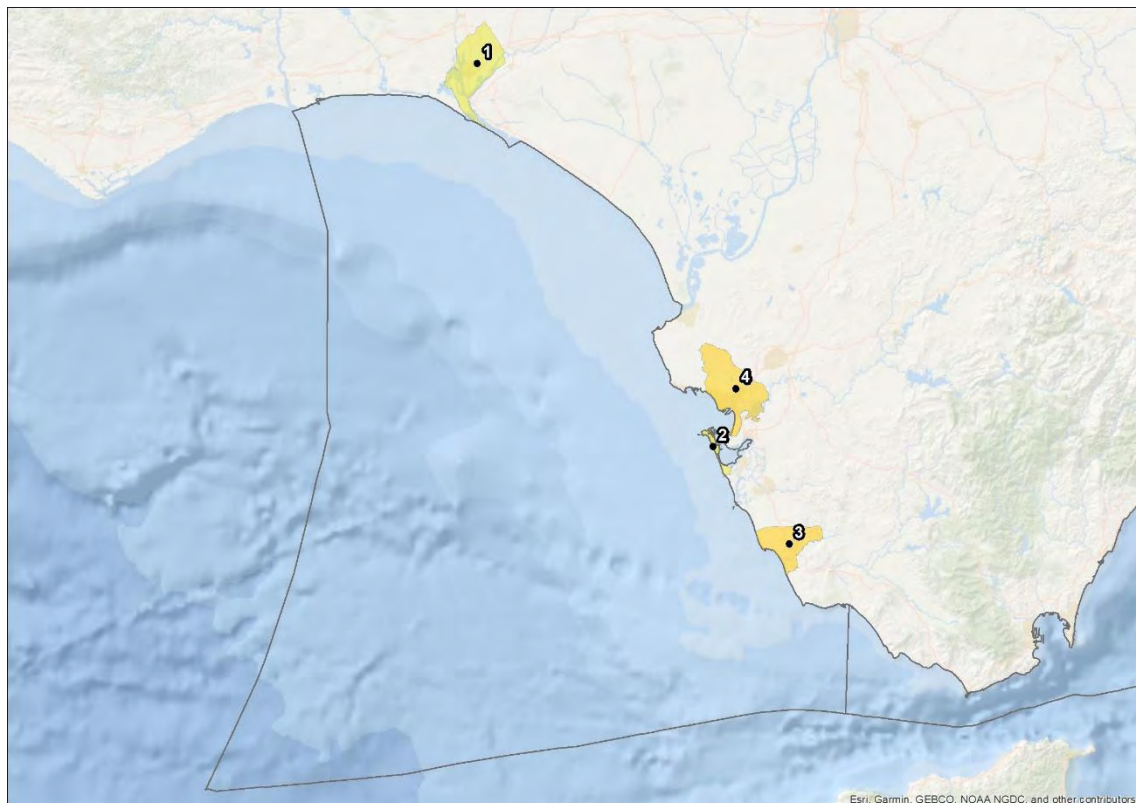 1
4
2
3
Esri, Garmin, GEBCO, NOAA NGDC, and other contributors